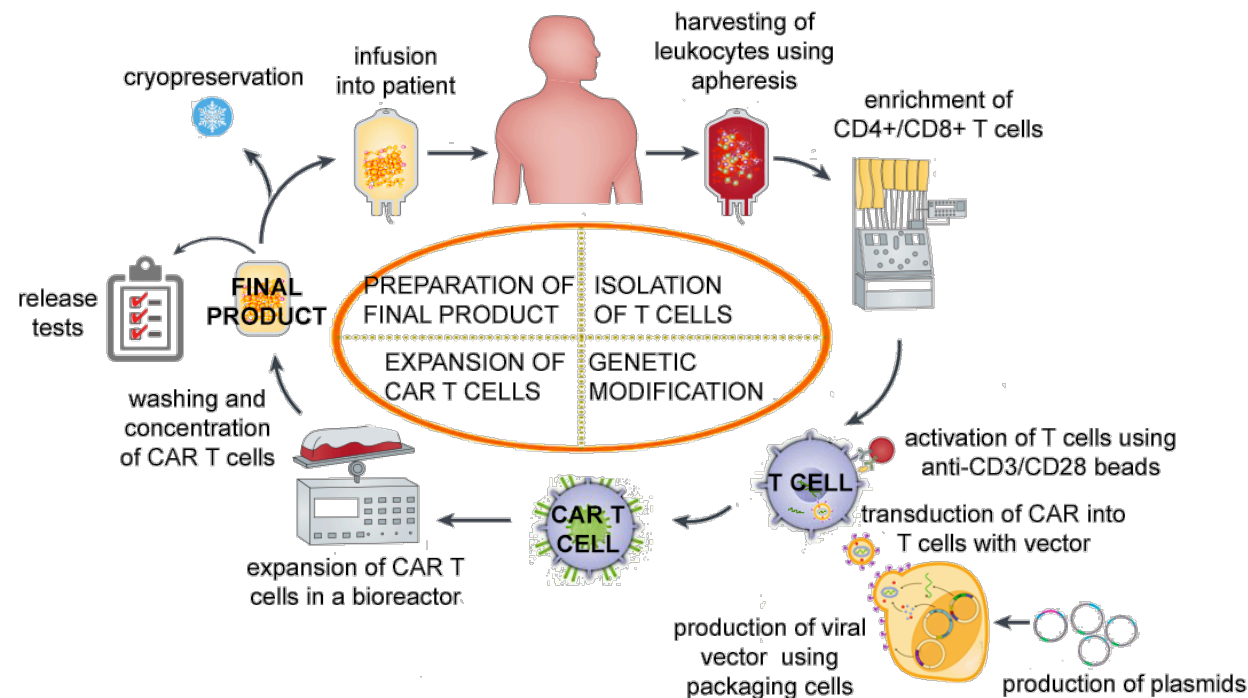 cryopreservation
infusion
into patient
harvesting of
leukocytes using
apheresis
enrichment of
CD4+/CD8+ T cells
release
tests
FINAL
PRODUCT
PREPARATION OF
FINAL PRODUCT
ISOLATION
OF T CELLS
EXPANSION OF
CAR T CELLS
GENETIC
MODIFICATION
washing and
concentration
of CAR T cells
activation of T cells using
anti-CD3/CD28 beads
T CELL
transduction of CAR into
T cells with vector
CAR T
CELL
expansion of CAR T
cells in a bioreactor
production of viral
vector using
packaging cells
production of plasmids